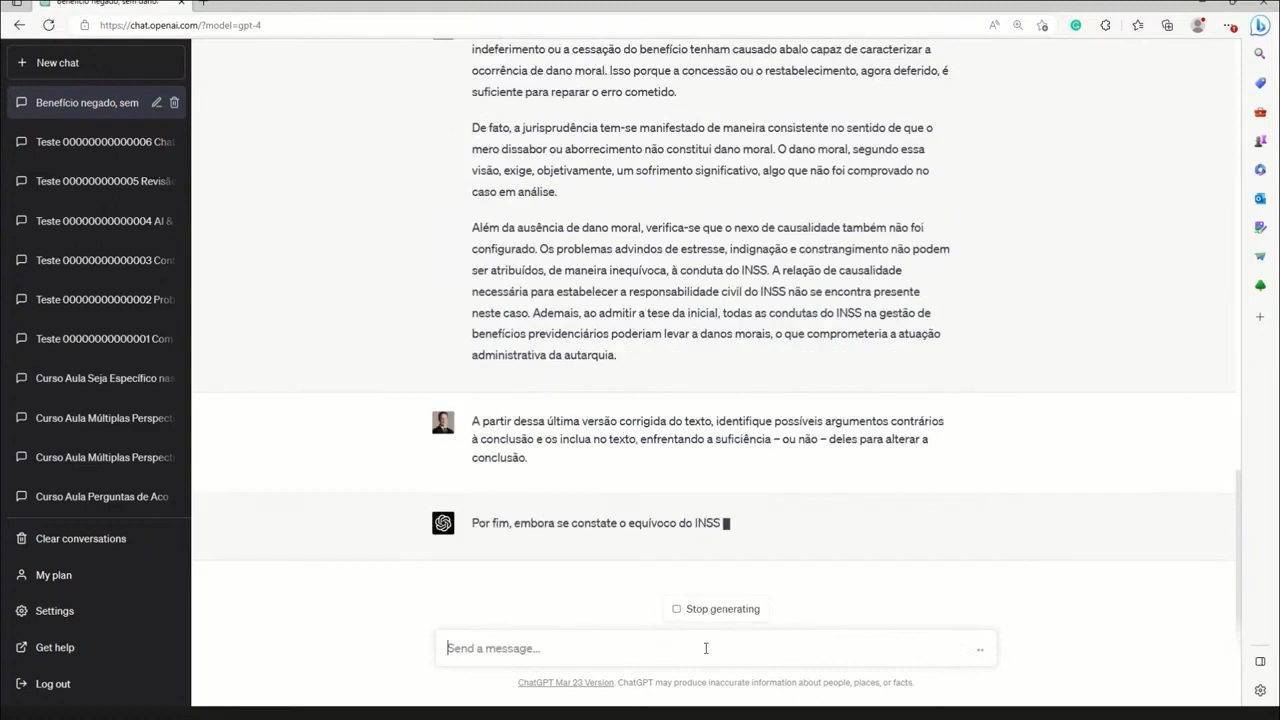 Benefício negado, sem dano.
https://chat.openai.com/?model=gpt-4
New chat
Benefício negado, sem
Teste 00000000000006 Cha
Teste 00000000000005 Revisã
Teste 00000000000004 AI &
Teste 00000000000003 Con
Teste 00000000000002 Pro
Teste 00000000000001 Com
Curso Aula Seja Específico nas
Curso Aula Múltiplas Perspect
Curso Aula Múltiplas Perspect
Curso Aula Perguntas de Aco
Clear conversations
My plan
Settings
Get help
Log out
indeferimento ou a cessação do benefício tenham causado abalo capaz de caracterizar a
ocorrência de dano moral. Isso porque a concessão ou o restabelecimento, agora deferido, é
suficiente para reparar o erro cometido.
De fato, a jurisprudência tem-se manifestado de maneira consistente no sentido de que o
mero dissabor ou aborrecimento não constitui dano moral. O dano moral, segundo essa
visão, exige, objetivamente, um sofrimento significativo, algo que não foi comprovado no
caso em análise.
Além da ausência de dano moral, verifica-se que o nexo de causalidade também não foi
configurado. Os problemas advindos de estresse, indignação e constrangimento não podem
ser atribuídos, de maneira inequívoca, à conduta do INSS. A relação de causalidade
necessária para estabelecer a responsabilidade civil do INSS não se encontra presente
neste caso. Ademais, ao admitir a tese da inicial, todas as condutas do INSS na gestão de
benefícios previdenciários poderiam levar a danos morais, o que comprometeria a atuação
administrativa da autarquia.
A partir dessa última versão corrigida do texto, identifique possíveis argumentos contrários
à conclusão e os inclua no texto, enfrentando a suficiência – ou não – deles para alterar a
conclusão.
Por fim, embora se constate o equívoco do INSS
Stop generating
Send a message...
ChatGPT Mar 23 Version. ChatGPT may produce inaccurate information about people, places, or facts.